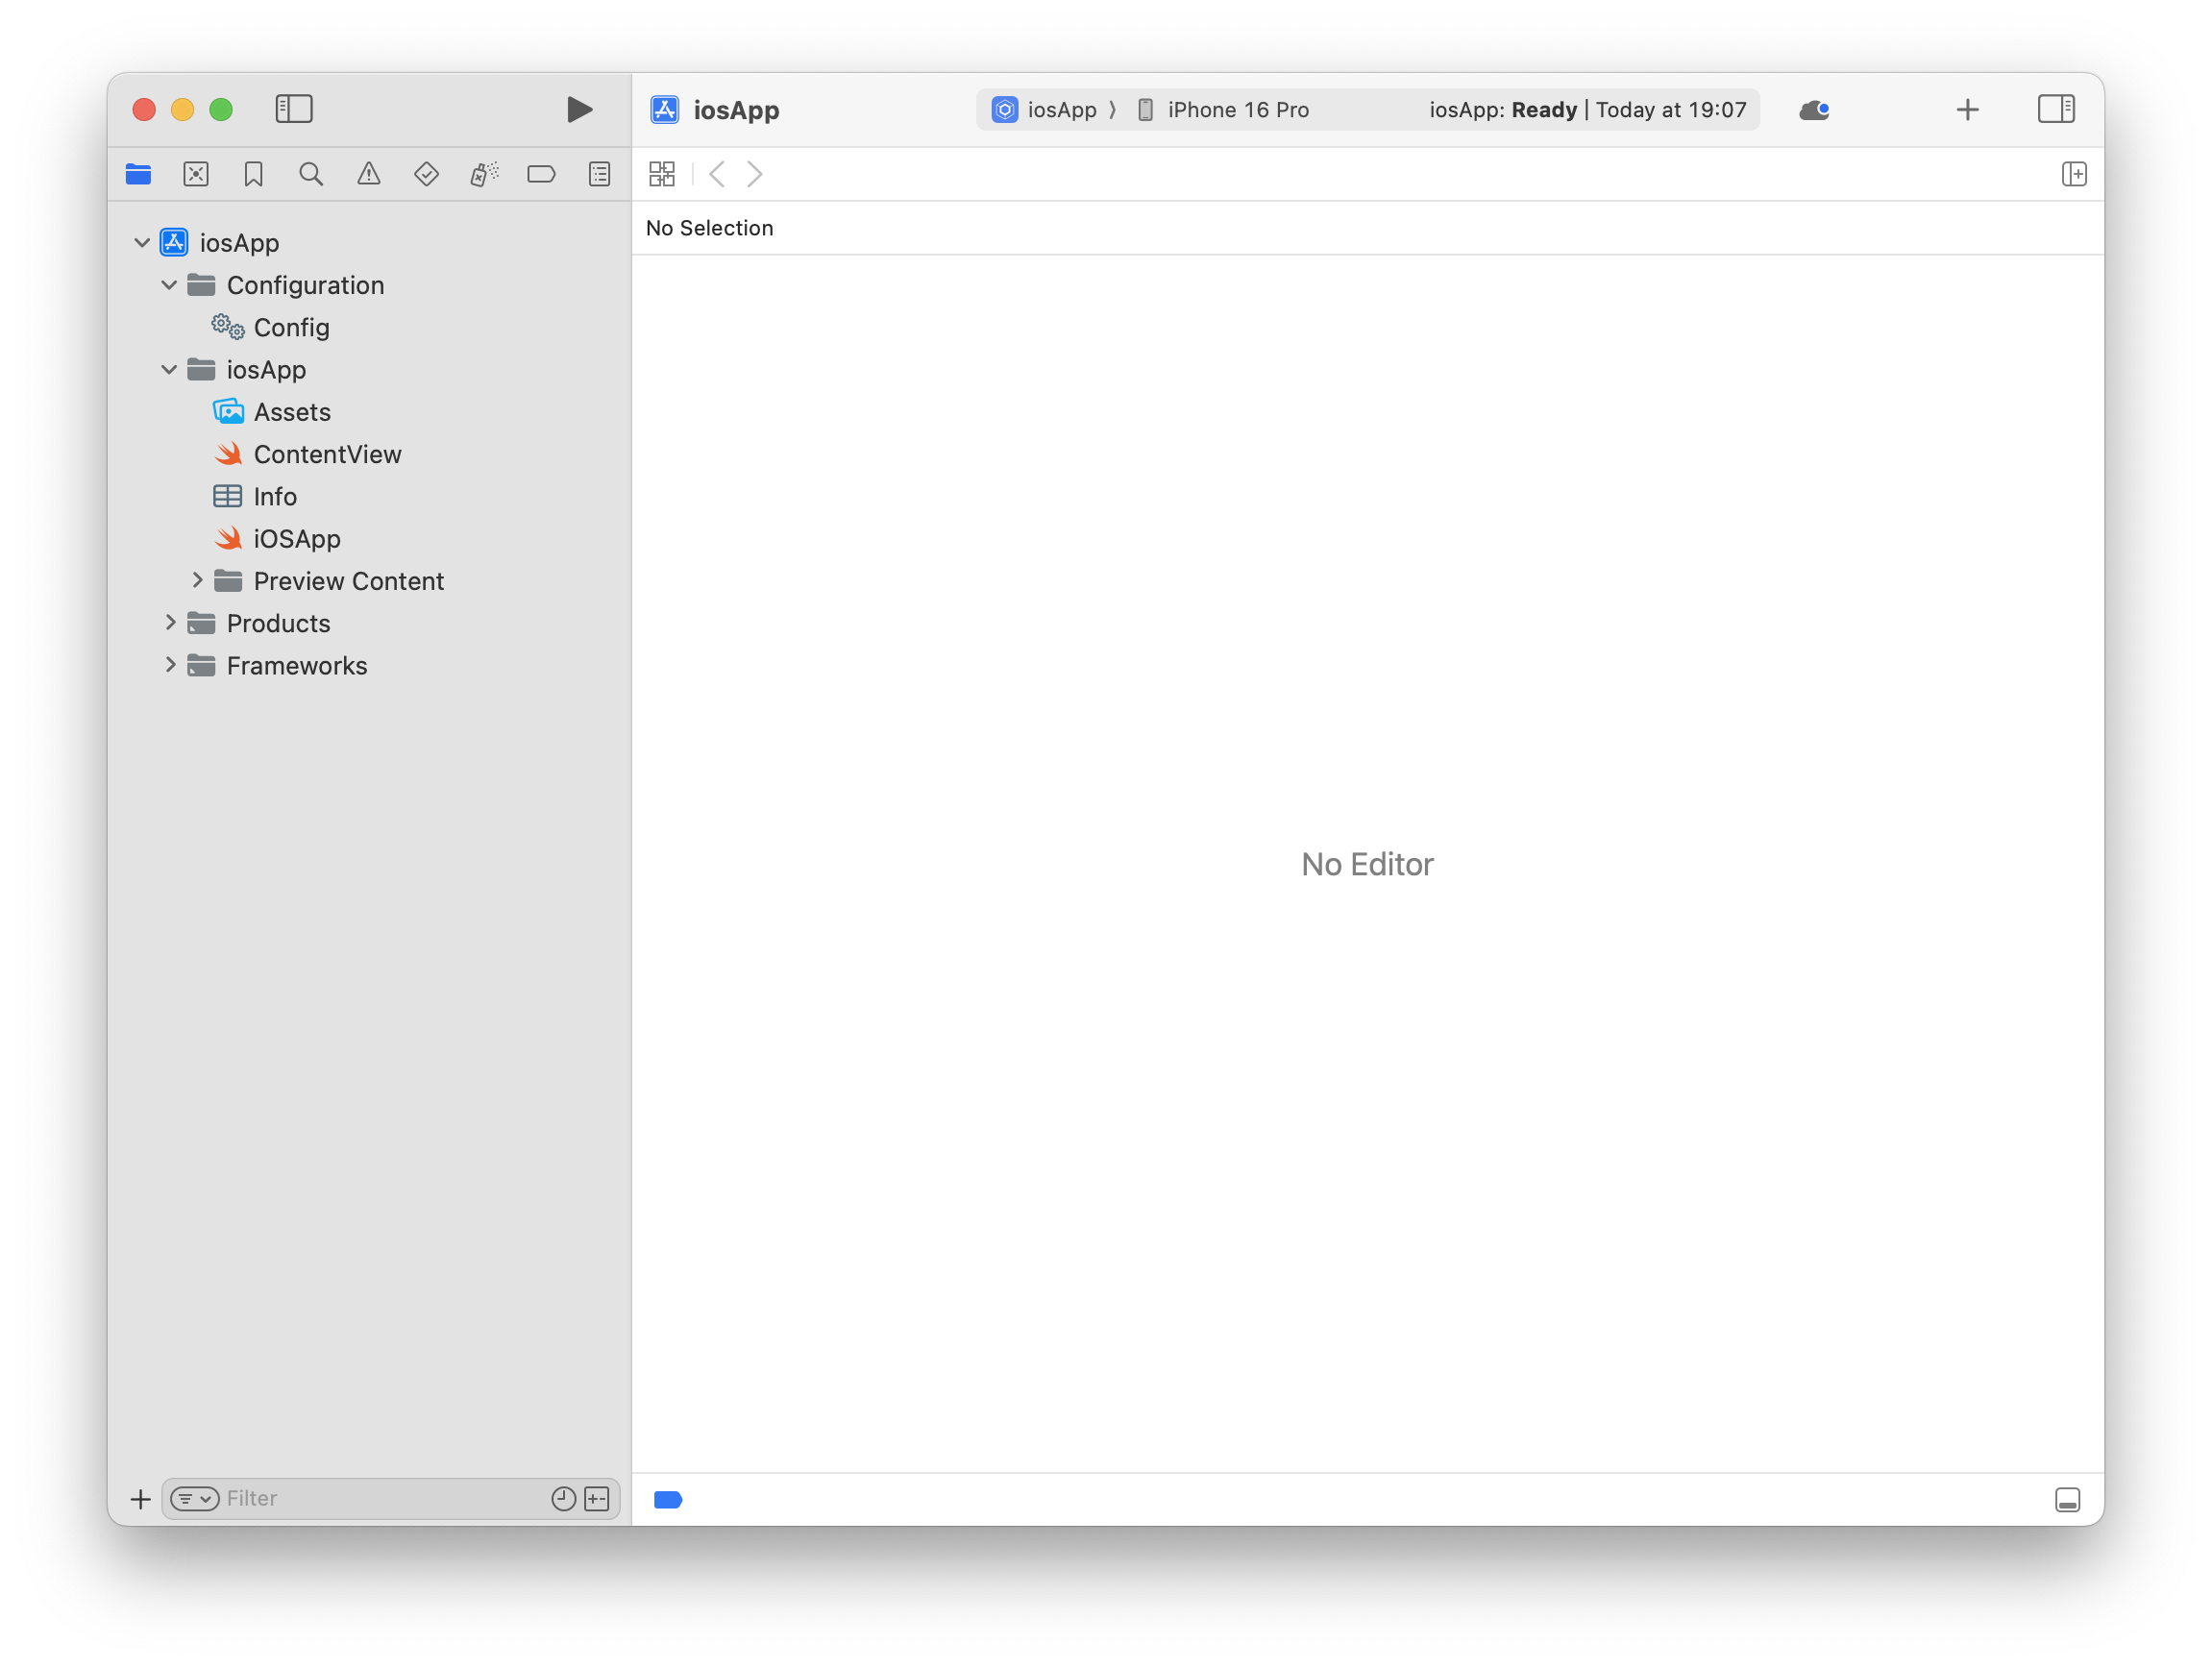 iosApp
iosApp 〉 iPhone 16 Pro
iosApp: Ready | Today at 19:07
No Selection
iosApp
Configuration
Config
iosApp
Assets
ContentView
Info
iOSApp
Preview Content
Products
Frameworks
No Editor
Filter